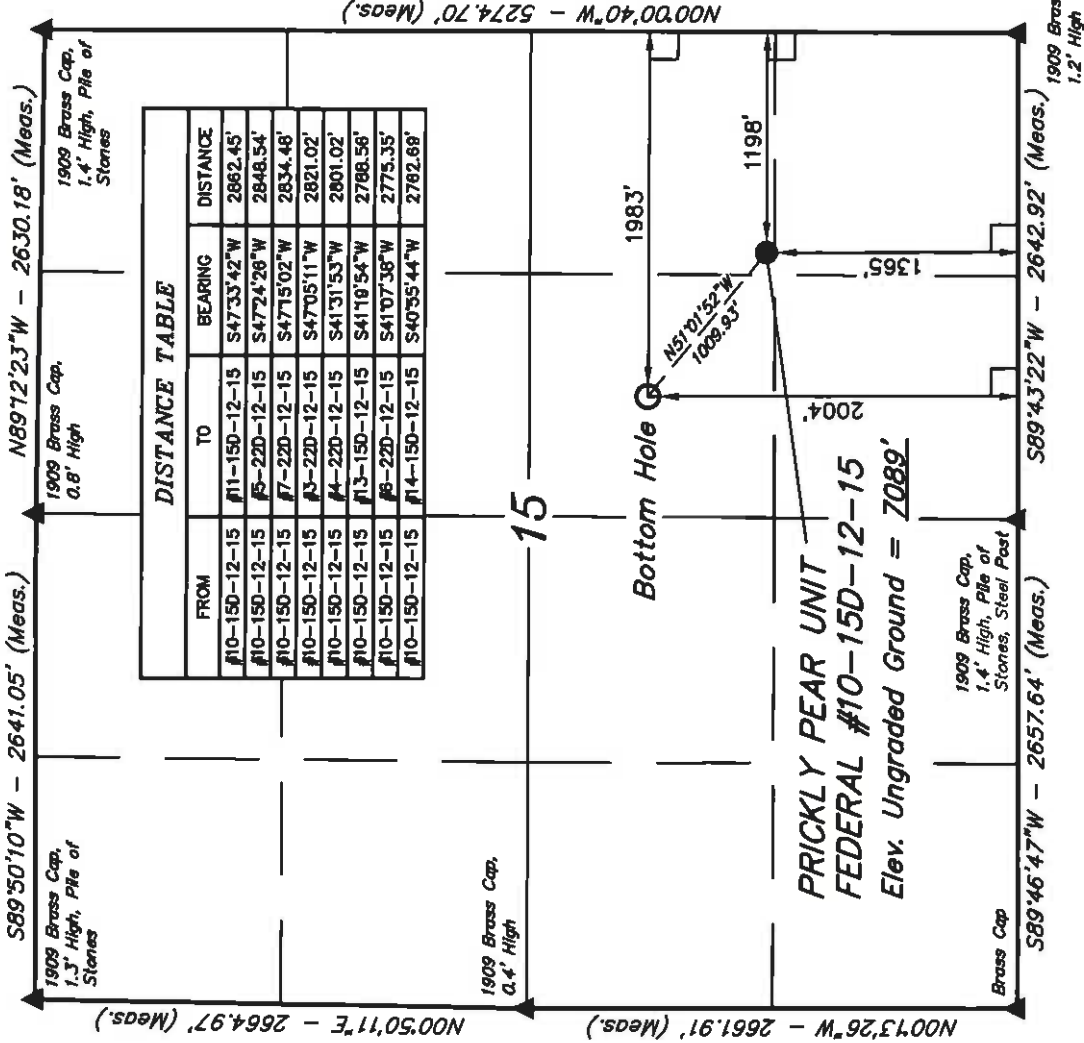 S89°50'10"W - 2641.05' (Meas.)
N89°12'23"W - 2630.18' (Meas.)
1909 Brass Cap,
1.3' High, Pile of
Stones
1909 Brass Cap,
0.8' High
1909 Brass Cap,
1.4' High, Pile of
Stones
DISTANCE TABLE
FROM TO BEARING DISTANCE
#10-15D-12-15 #11-15D-12-15 S47°33'42"W 2862.45'
#10-15D-12-15 #5-22D-12-15 S47°24'26"W 2848.54'
#10-15D-12-15 #7-22D-12-15 S47°15'02"W 2834.48'
#10-15D-12-15 #3-22D-12-15 S47°05'11"W 2821.02'
#10-15D-12-15 #4-22D-12-15 S41°31'53"W 2801.02'
#10-15D-12-15 #13-15D-12-15 S41°19'54"W 2788.56'
#10-15D-12-15 #6-22D-12-15 S41°07'38"W 2775.35'
#10-15D-12-15 #14-15D-12-15 S40°55'44"W 2762.69'
N00°50'11"E - 2664.97' (Meas.)
N00°00'40"W - 5274.70' (Meas.)
1909 Brass Cap,
0.4' High
15
1983'
Bottom Hole
N51°01'52"W
1009.93'
1198'
2004'
1365'
PRICKLY PEAR UNIT
FEDERAL #10-15D-12-15
Elev. Ungraded Ground = 7089'
N00°13'26"W - 2661.91' (Meas.)
Brass Cap
1909 Brass Cap,
1.4' High, Pile of
Stones, Steel Post
S89°46'47"W - 2657.64' (Meas.)
S89°43'22"W - 2642.92' (Meas.)
1909 Bras
1.2' High